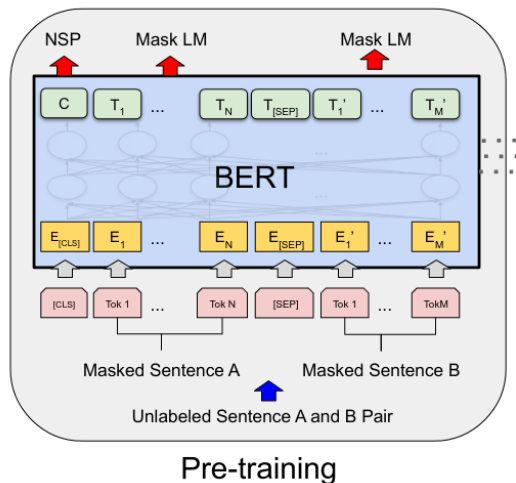 NSP Mask LM Mask LM
C T1 ... TN T[SEP] T1' ... TM'
...
BERT
E[CLS] E1 ... EN E[SEP] E1' ... EM'
[CLS] Tok 1 ... Tok N [SEP] Tok 1 ... TokM
Masked Sentence A Masked Sentence B
Unlabeled Sentence A and B Pair
Pre-training